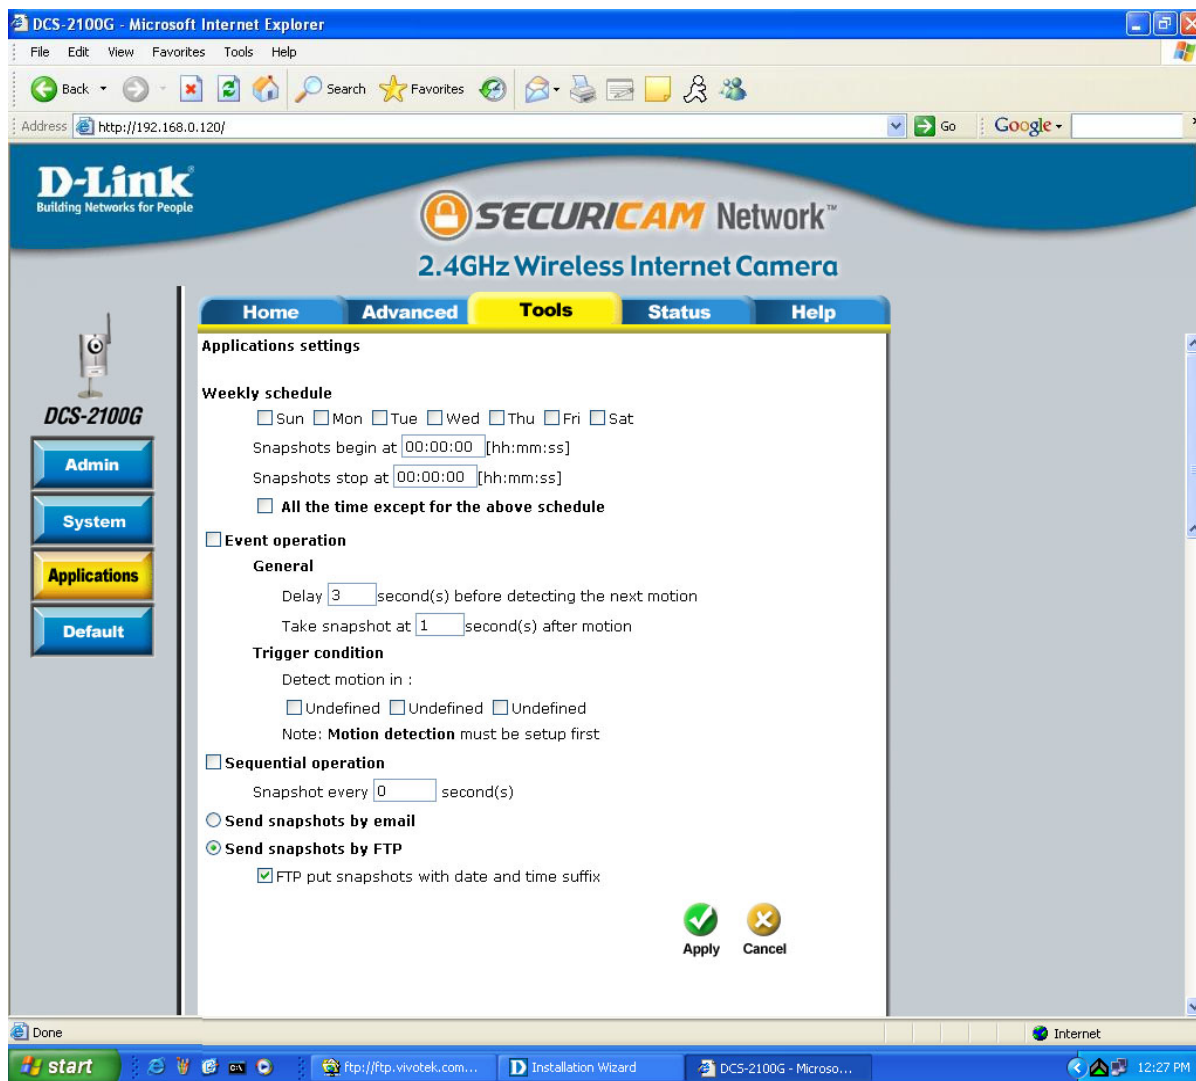 DCS-2100G - Microsoft Internet Explorer
File Edit View Favorites Tools Help
Back Search Favorites
Address http://192.168.0.120/ Go Google
D-Link
Building Networks for People
SECURICAM Network™
2.4GHz Wireless Internet Camera
Home Advanced Tools Status Help
DCS-2100G
Admin
System
Applications
Default
Applications settings
Weekly schedule
Sun Mon Tue Wed Thu Fri Sat
Snapshots begin at 00:00:00 [hh:mm:ss]
Snapshots stop at 00:00:00 [hh:mm:ss]
All the time except for the above schedule
Event operation
General
Delay 3 second(s) before detecting the next motion
Take snapshot at 1 second(s) after motion
Trigger condition
Detect motion in :
Undefined Undefined Undefined
Note: Motion detection must be setup first
Sequential operation
Snapshot every 0 second(s)
Send snapshots by email
Send snapshots by FTP
FTP put snapshots with date and time suffix
Apply Cancel
Done Internet
start ftp://ftp.vivotek.com... Installation Wizard DCS-2100G - Microso... 12:27 PM